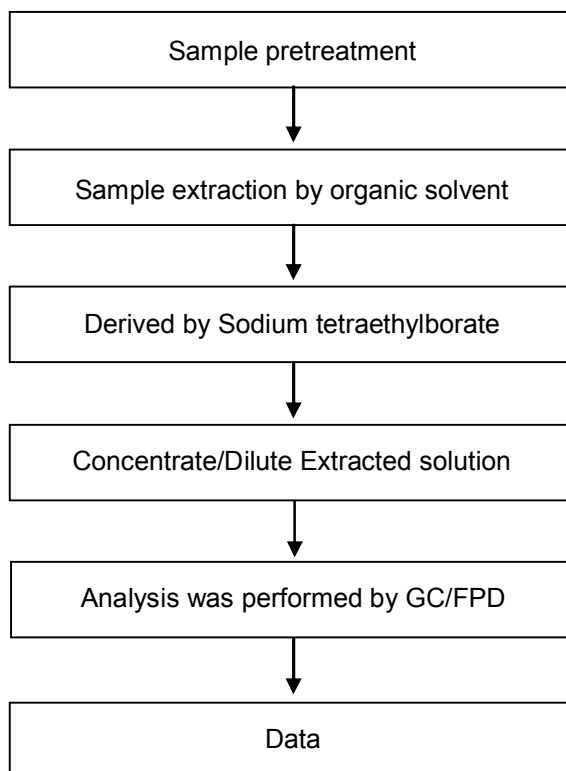 Sample pretreatment
Sample extraction by organic solvent
Derived by Sodium tetraethylborate
Concentrate/Dilute Extracted solution
Analysis was performed by GC/FPD
Data